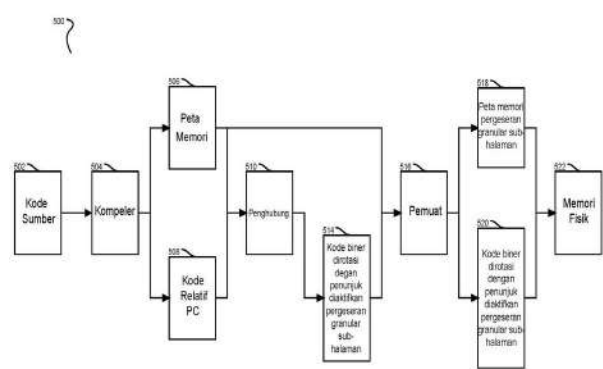 500
502
Kode
Sumber
504
Kompeler
506
Peta
Memori
508
Kode
Relatif
PC
510
Penghubung
514
Kode biner
dirotasi
degan
penunjuk
diaktifkan
pergeseran
granular
sub-
halaman
516
Pemuat
518
Peta memori
pergeseran
granular sub-
halaman
520
Kode biner
dirotasi
dengan
penunjuk
diaktifkan
pergeseran
granular sub-
halaman
522
Memori
Fisik